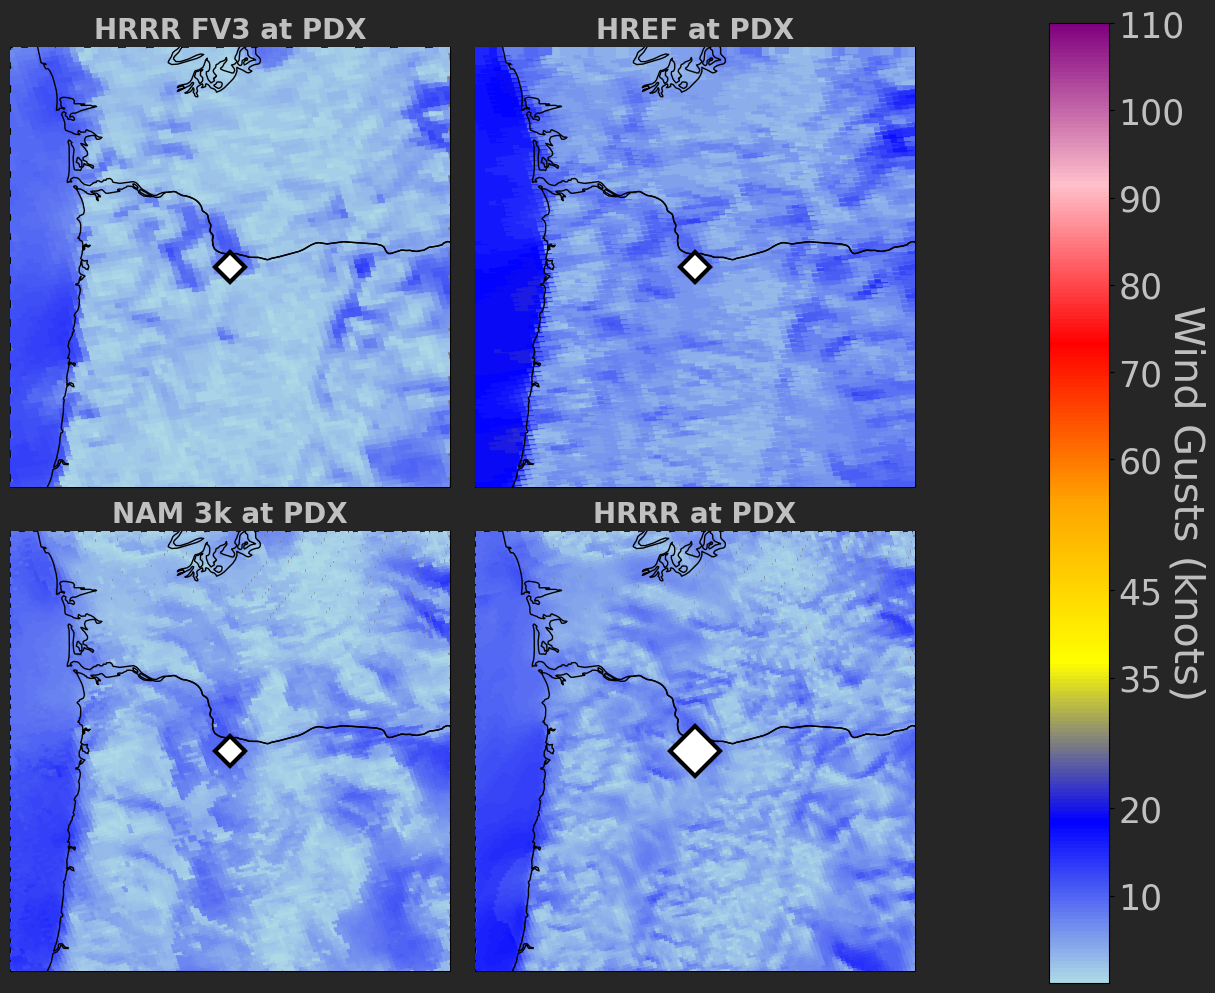 HRRR FV3 at PDX
HREF at PDX
NAM 3k at PDX
HRRR at PDX
110
100
90
80
70
60
45
35
20
10
Wind Gusts (knots)